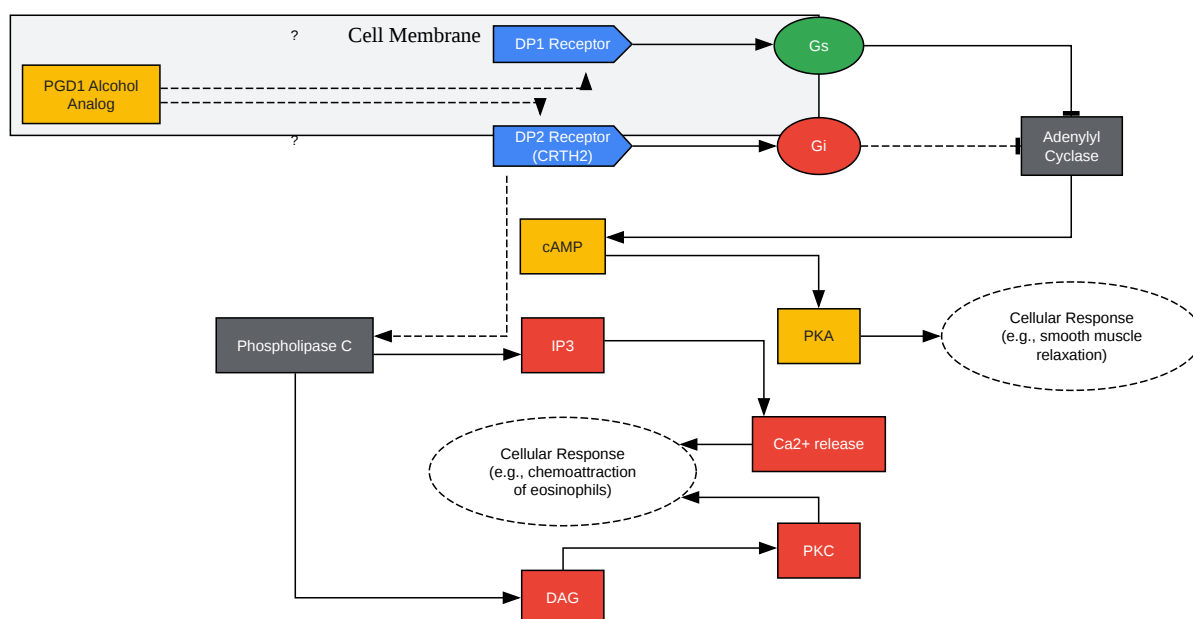 ?
Cell Membrane
DP1 Receptor
Gs
PGD1 Alcohol
Analog
?
DP2 Receptor
(CRTH2)
Gi
Adenylyl
Cyclase
cAMP
Phospholipase C
IP3
PKA
Cellular Response
(e.g., smooth muscle
relaxation)
Ca2+ release
Cellular Response
(e.g., chemoattraction
of eosinophils)
PKC
DAG